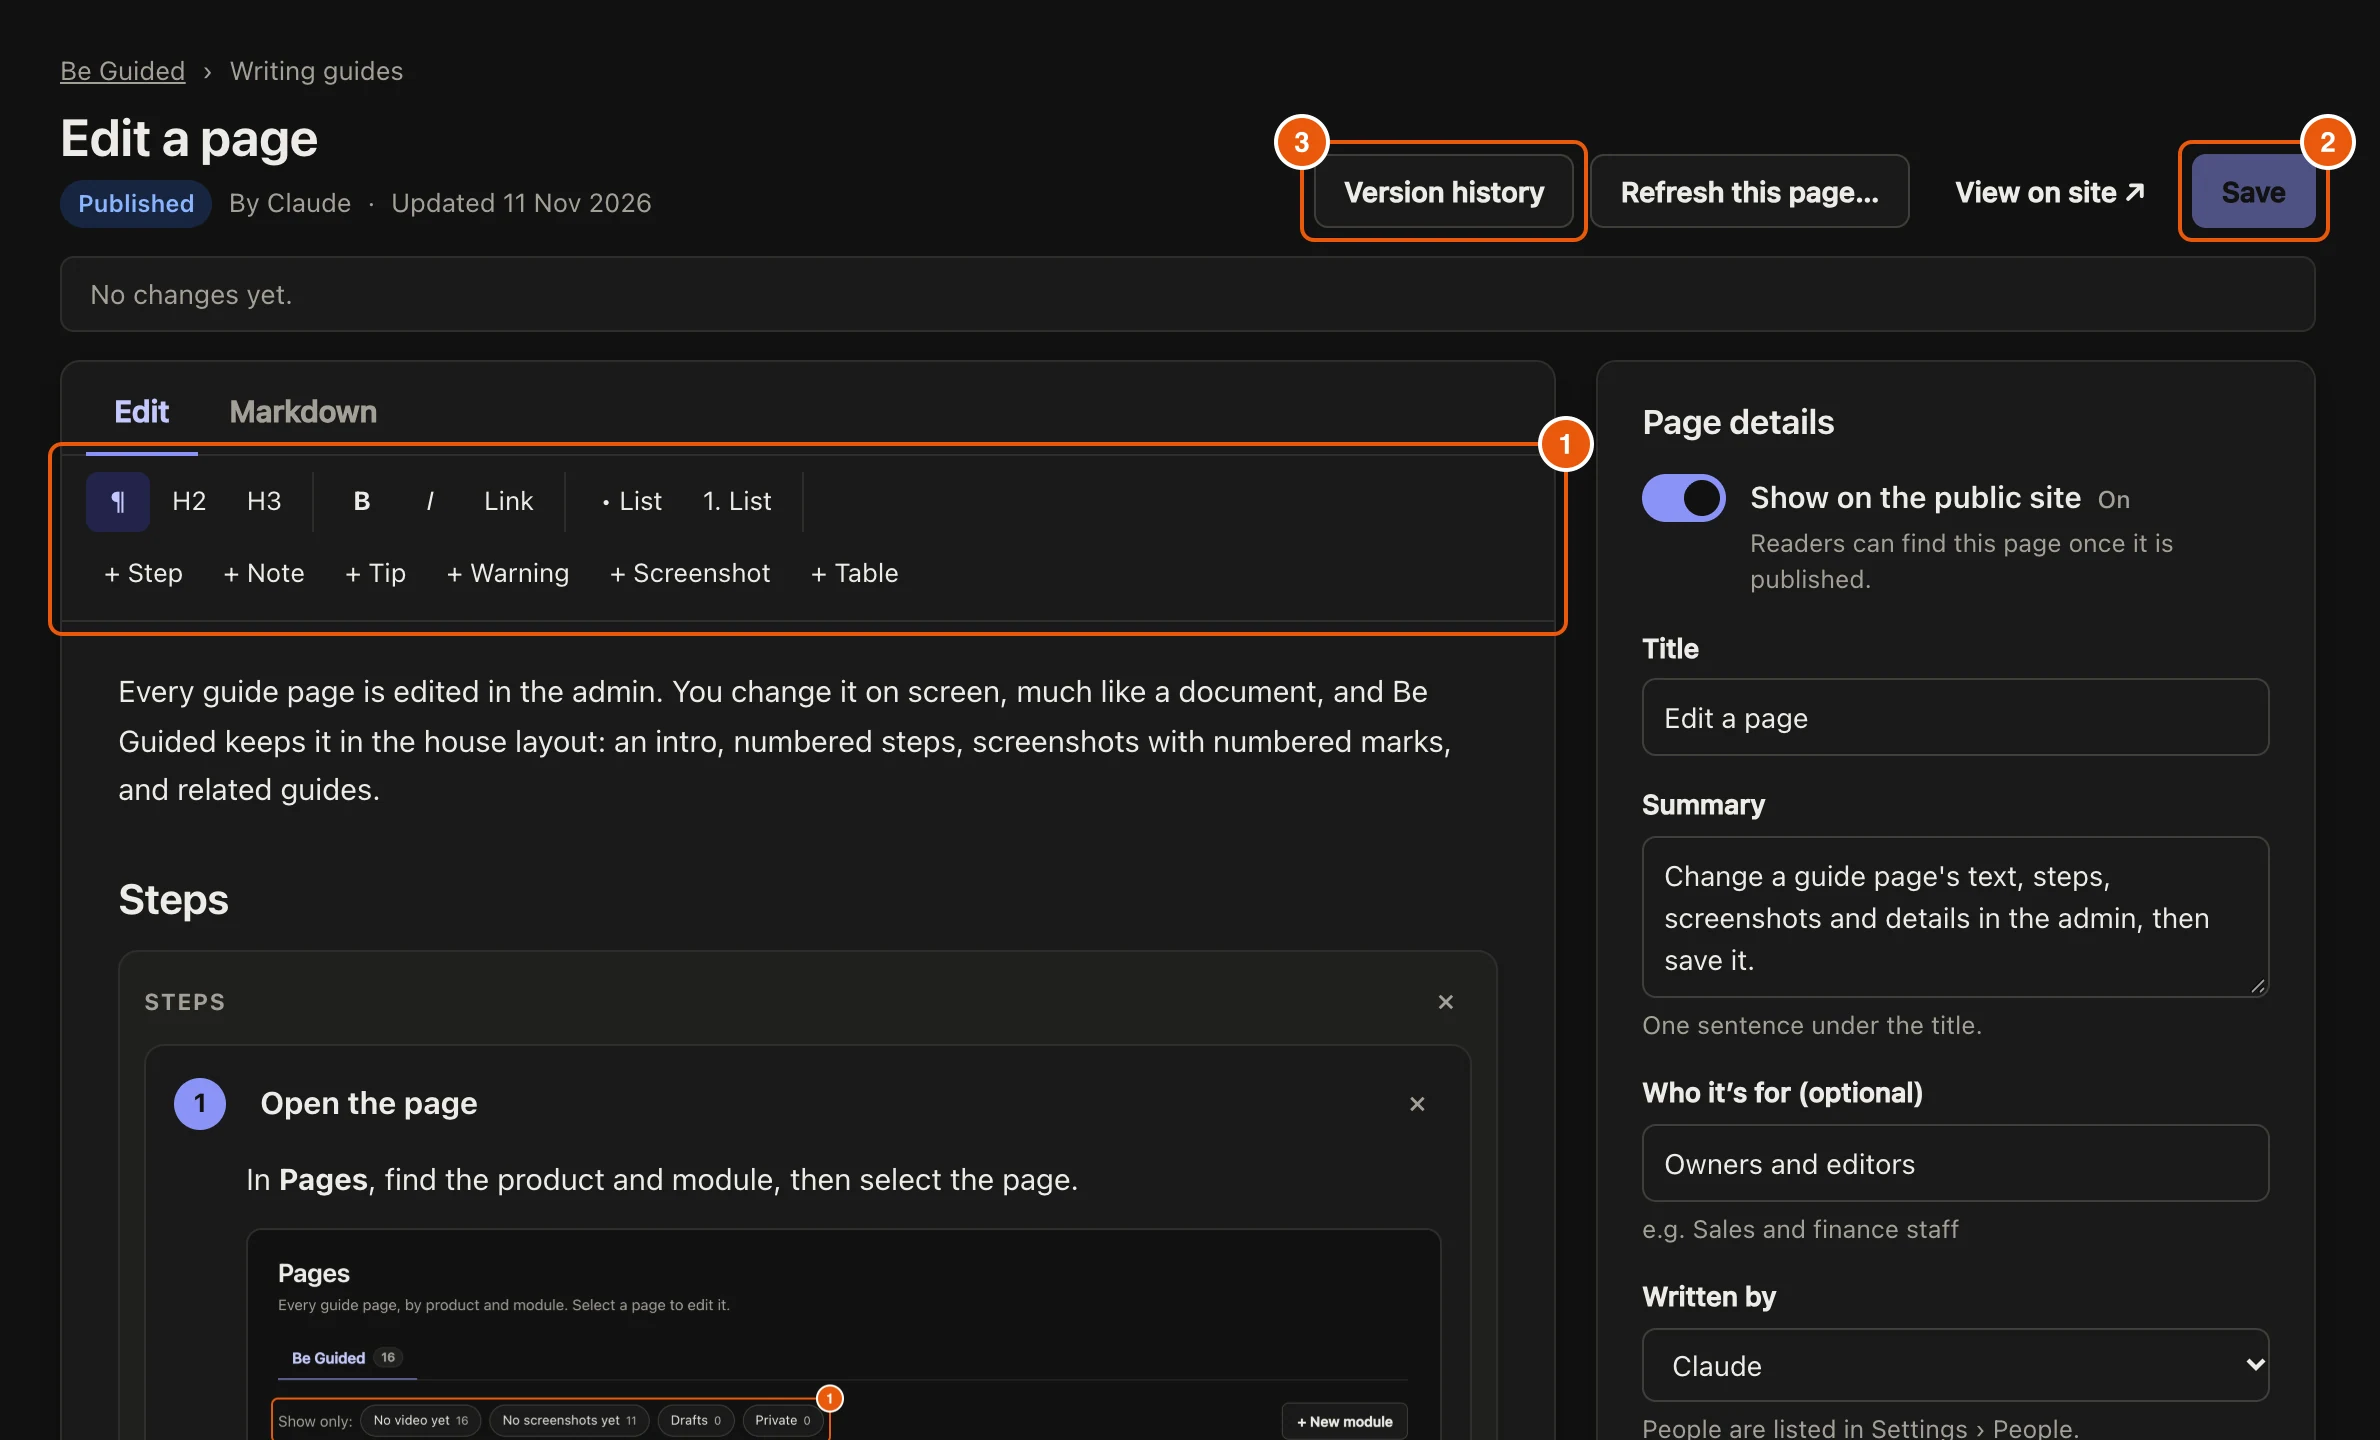 Be Guided › Writing guides
Edit a page
Published By Claude · Updated 11 Nov 2026
3
Version history
Refresh this page...
View on site ↗
2
Save
No changes yet.
Edit
Markdown
1
¶ H2 H3 B I Link • List 1. List
+ Step + Note + Tip + Warning + Screenshot + Table
Every guide page is edited in the admin. You change it on screen, much like a document, and Be
Guided keeps it in the house layout: an intro, numbered steps, screenshots with numbered marks,
and related guides.
Steps
STEPS ×
1 Open the page ×
In Pages, find the product and module, then select the page.
Pages
Every guide page, by product and module. Select a page to edit it.
Be Guided 16
1
Show only: No video yet 16 No screenshots yet 11 Drafts 0 Private 0
+ New module
Page details
Show on the public site On
Readers can find this page once it is
published.
Title
Edit a page
Summary
Change a guide page's text, steps,
screenshots and details in the admin, then
save it.
One sentence under the title.
Who it’s for (optional)
Owners and editors
e.g. Sales and finance staff
Written by
Claude
People are listed in Settings › People.